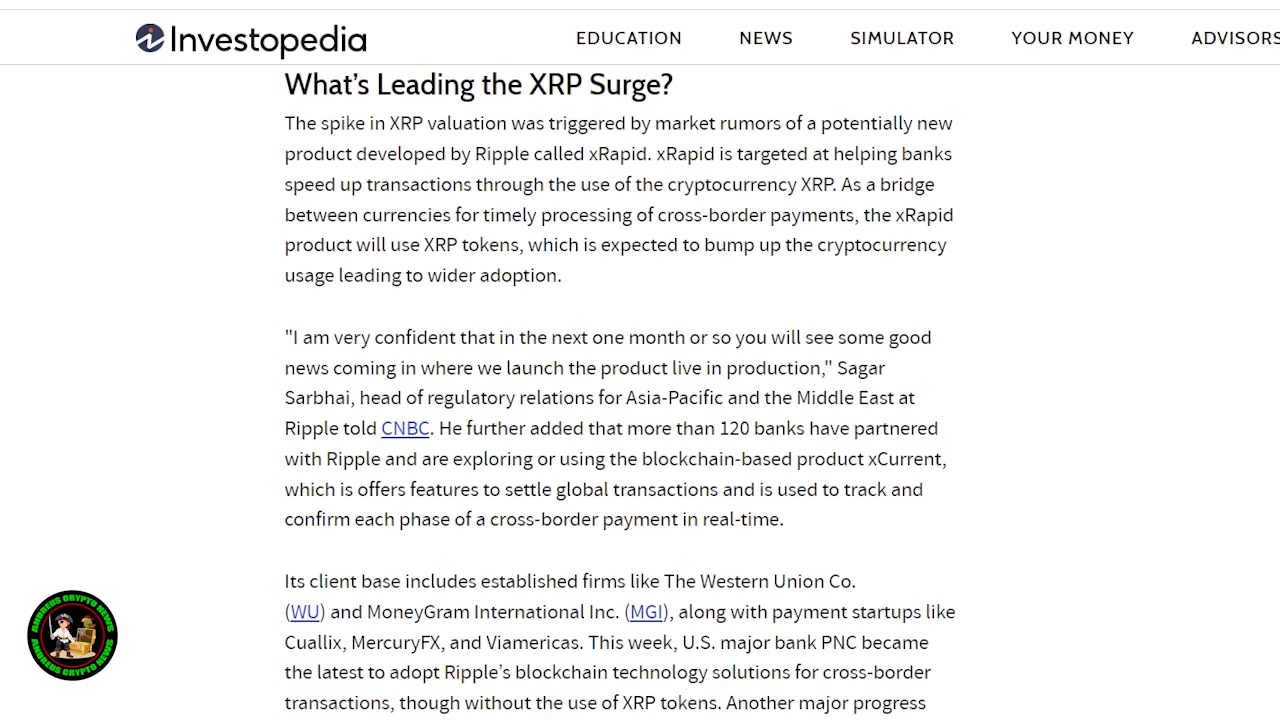 Investopedia
EDUCATION NEWS SIMULATOR YOUR MONEY ADVISORS
What's Leading the XRP Surge?
The spike in XRP valuation was triggered by market rumors of a potentially new
product developed by Ripple called xRapid. xRapid is targeted at helping banks
speed up transactions through the use of the cryptocurrency XRP. As a bridge
between currencies for timely processing of cross-border payments, the xRapid
product will use XRP tokens, which is expected to bump up the cryptocurrency
usage leading to wider adoption.
"I am very confident that in the next one month or so you will see some good
news coming in where we launch the product live in production," Sagar
Sarbhai, head of regulatory relations for Asia-Pacific and the Middle East at
Ripple told CNBC. He further added that more than 120 banks have partnered
with Ripple and are exploring or using the blockchain-based product xCurrent,
which is offers features to settle global transactions and is used to track and
confirm each phase of a cross-border payment in real-time.
Its client base includes established firms like The Western Union Co.
(WU) and MoneyGram International Inc. (MGI), along with payment startups like
Cuallix, MercuryFX, and Viamericas. This week, U.S. major bank PNC became
the latest to adopt Ripple's blockchain technology solutions for cross-border
transactions, though without the use of XRP tokens. Another major progress
ANDREUS CRYPTO NEWS
ANDREUS CRYPTO NEWS